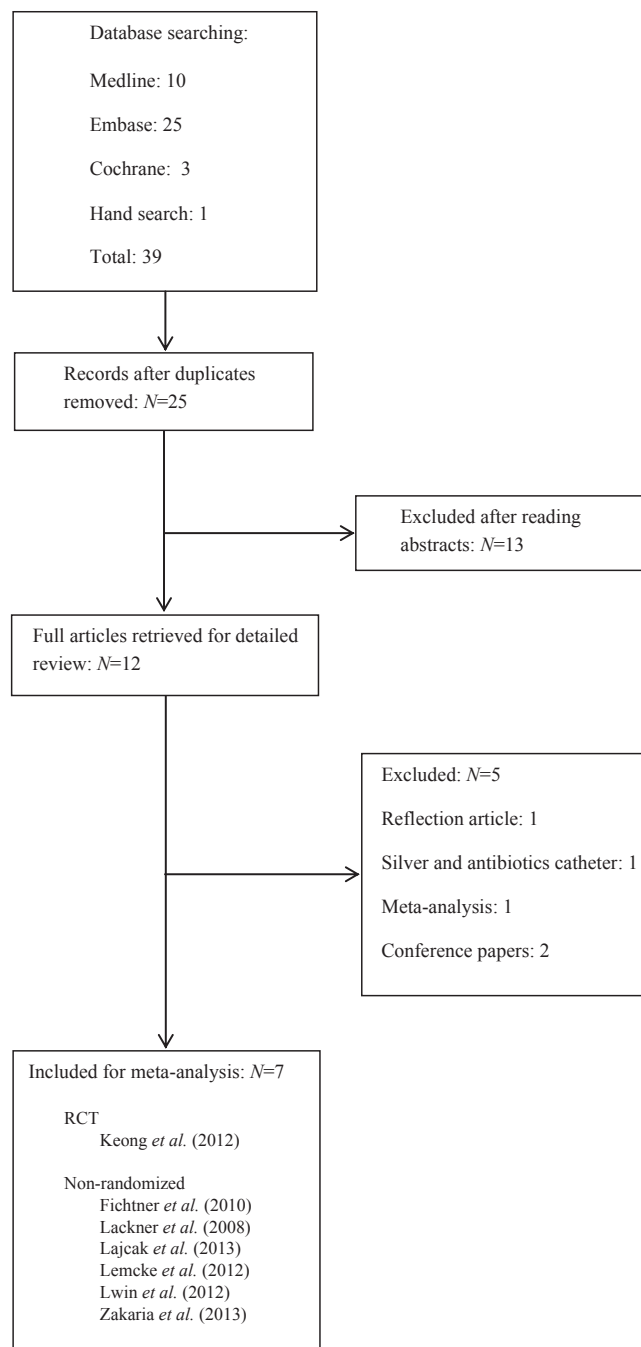 Database searching:
Medline: 10
Embase: 25
Cochrane:  3
Hand search: 1
Total: 39
Records after duplicates
removed: N=25
Excluded after reading
abstracts: N=13
Full articles retrieved for detailed
review: N=12
Excluded: N=5
Reflection article: 1
Silver and antibiotics catheter: 1
Meta-analysis: 1
Conference papers: 2
Included for meta-analysis: N=7
RCT
Keong et al. (2012)
Non-randomized
Fichtner et al. (2010)
Lackner et al. (2008)
Lajcak et al. (2013)
Lemcke et al. (2012)
Lwin et al. (2012)
Zakaria et al. (2013)